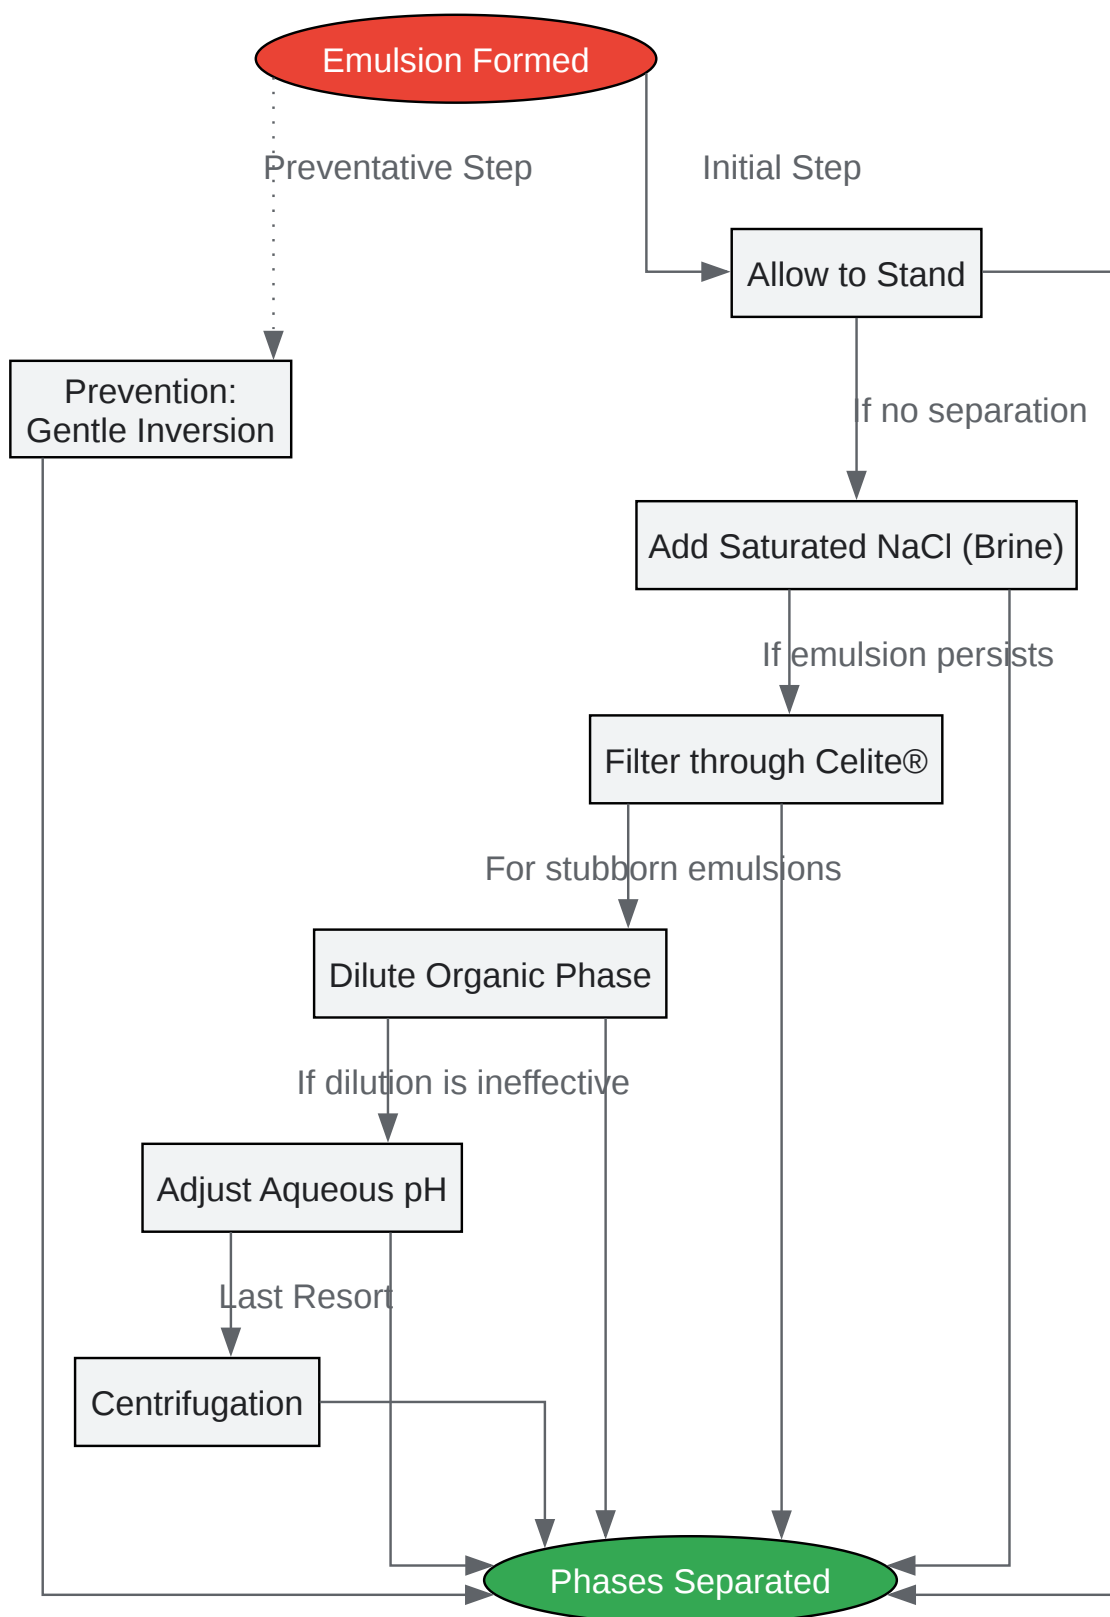 Emulsion Formed
Preventative Step
Initial Step
Allow to Stand
Prevention:
Gentle Inversion
If no separation
Add Saturated NaCl (Brine)
If emulsion persists
Filter through Celite®
For stubborn emulsions
Dilute Organic Phase
If dilution is ineffective
Adjust Aqueous pH
Last Resort
Centrifugation
Phases Separated